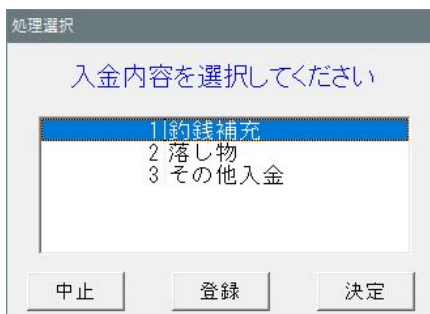 処理選択
入金内容を選択してください
1 釣銭補充
2 落し物
3 その他入金
中止 登録 決定